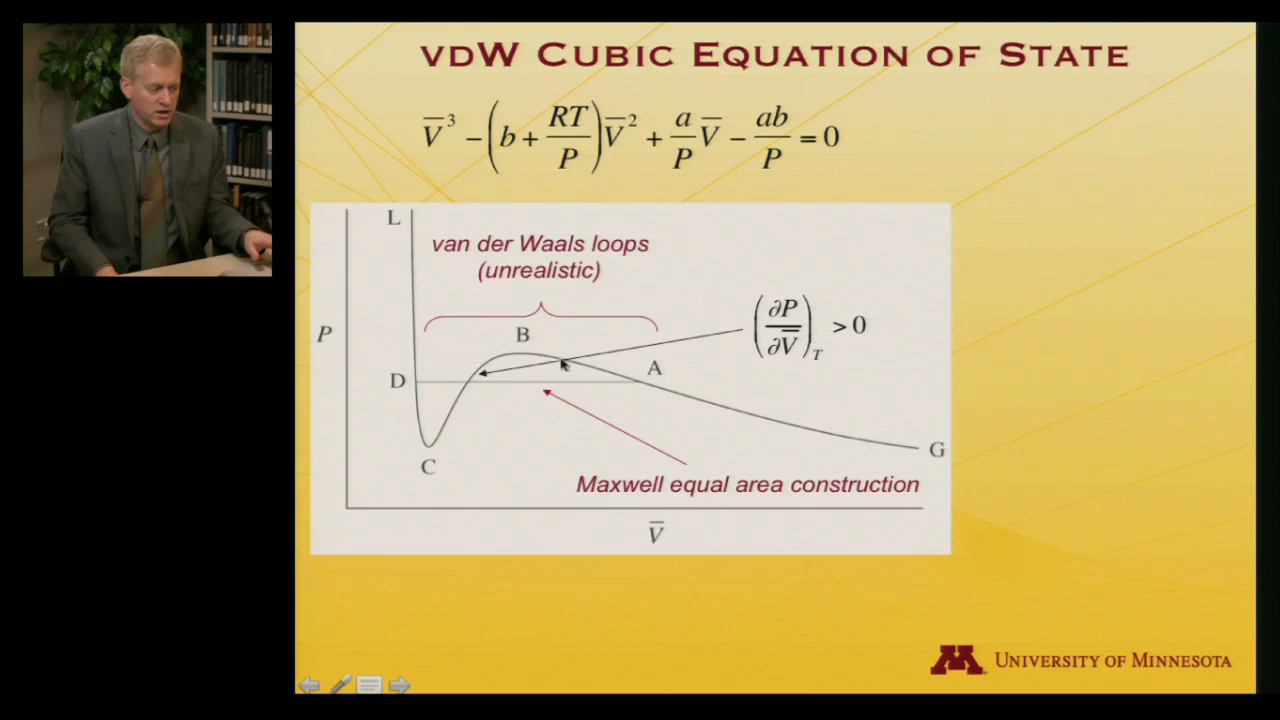 vdW Cubic Equation of State
V̅³ − (b + RT/P) V̅² + a/P V̅ − ab/P = 0
L
van der Waals loops
(unrealistic)
(∂P/∂V̅)_T > 0
P
B
A
D
C
G
Maxwell equal area construction
V̅
M University of Minnesota